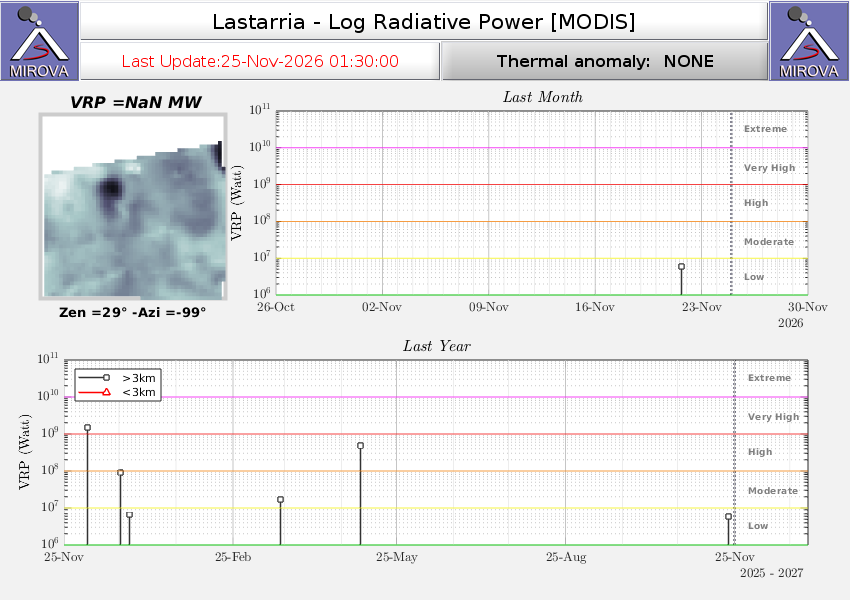 Lastarria - Log Radiative Power [MODIS]
MIROVA
Last Update:25-Nov-2026 01:30:00
Thermal anomaly: NONE
MIROVA
VRP =NaN MW
Zen =29° -Azi =-99°
Last Month
VRP (Watt)
10^11
10^10
10^9
10^8
10^7
10^6
Extreme
Very High
High
Moderate
Low
26-Oct 02-Nov 09-Nov 16-Nov 23-Nov 30-Nov
2026
Last Year
VRP (Watt)
10^11
10^10
10^9
10^8
10^7
10^6
>3km
<3km
Extreme
Very High
High
Moderate
Low
25-Nov 25-Feb 25-May 25-Aug 25-Nov
2025 - 2027